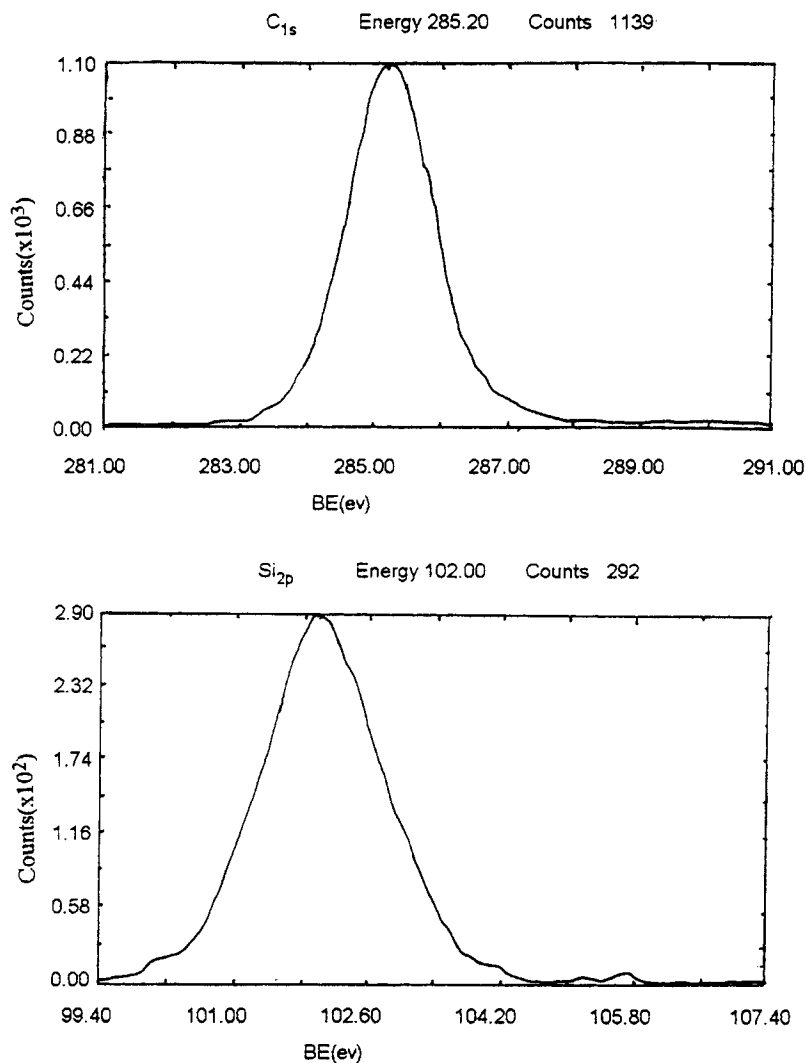 C1s Energy 285.20 Counts 1139
1.10
0.88
0.66
0.44
0.22
0.00
Counts(x10³)
281.00 283.00 285.00 287.00 289.00 291.00
BE(ev)
Si2p Energy 102.00 Counts 292
2.90
2.32
1.74
1.16
0.58
0.00
Counts(x10²)
99.40 101.00 102.60 104.20 105.80 107.40
BE(ev)